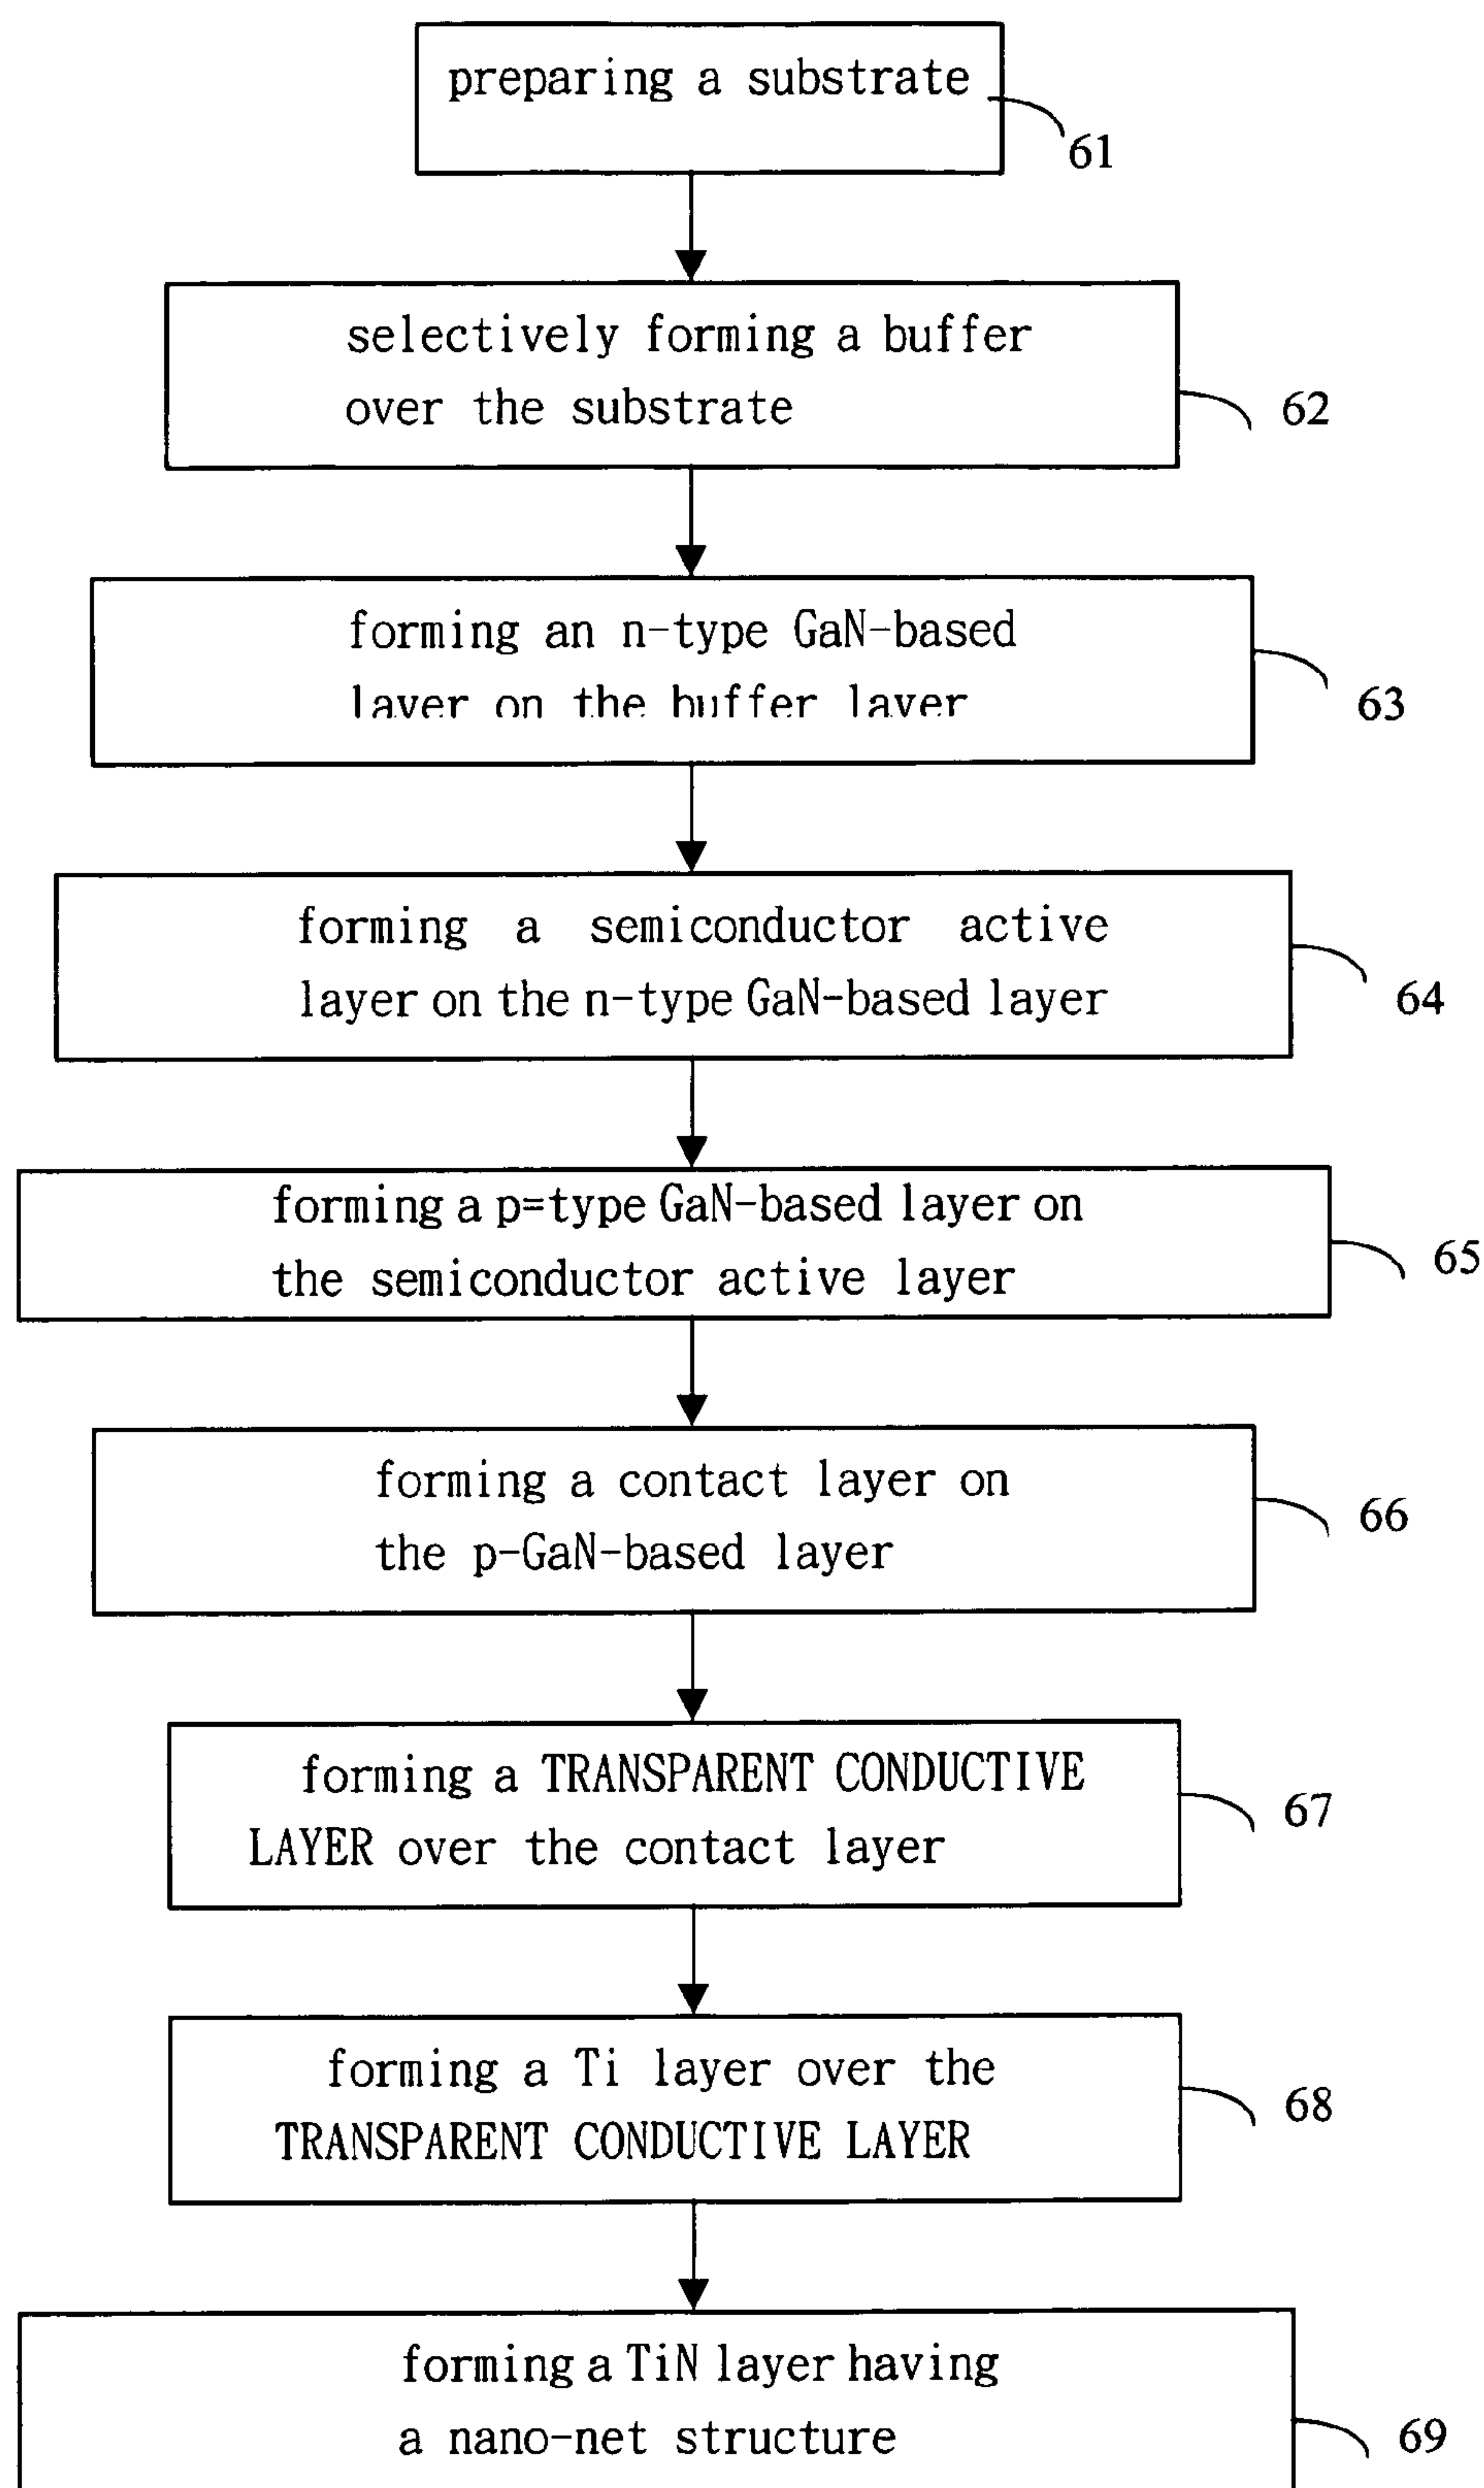 preparing a substrate
61
selectively forming a buffer
over the substrate
62
forming an n-type GaN-based
layer on the buffer layer
63
forming a semiconductor active
layer on the n-type GaN-based layer
64
forming a p=type GaN-based layer on
the semiconductor active layer
65
forming a contact layer on
the p-GaN-based layer
66
forming a TRANSPARENT CONDUCTIVE
LAYER over the contact layer
67
forming a Ti layer over the
TRANSPARENT CONDUCTIVE LAYER
68
forming a TiN layer having
a nano-net structure
69